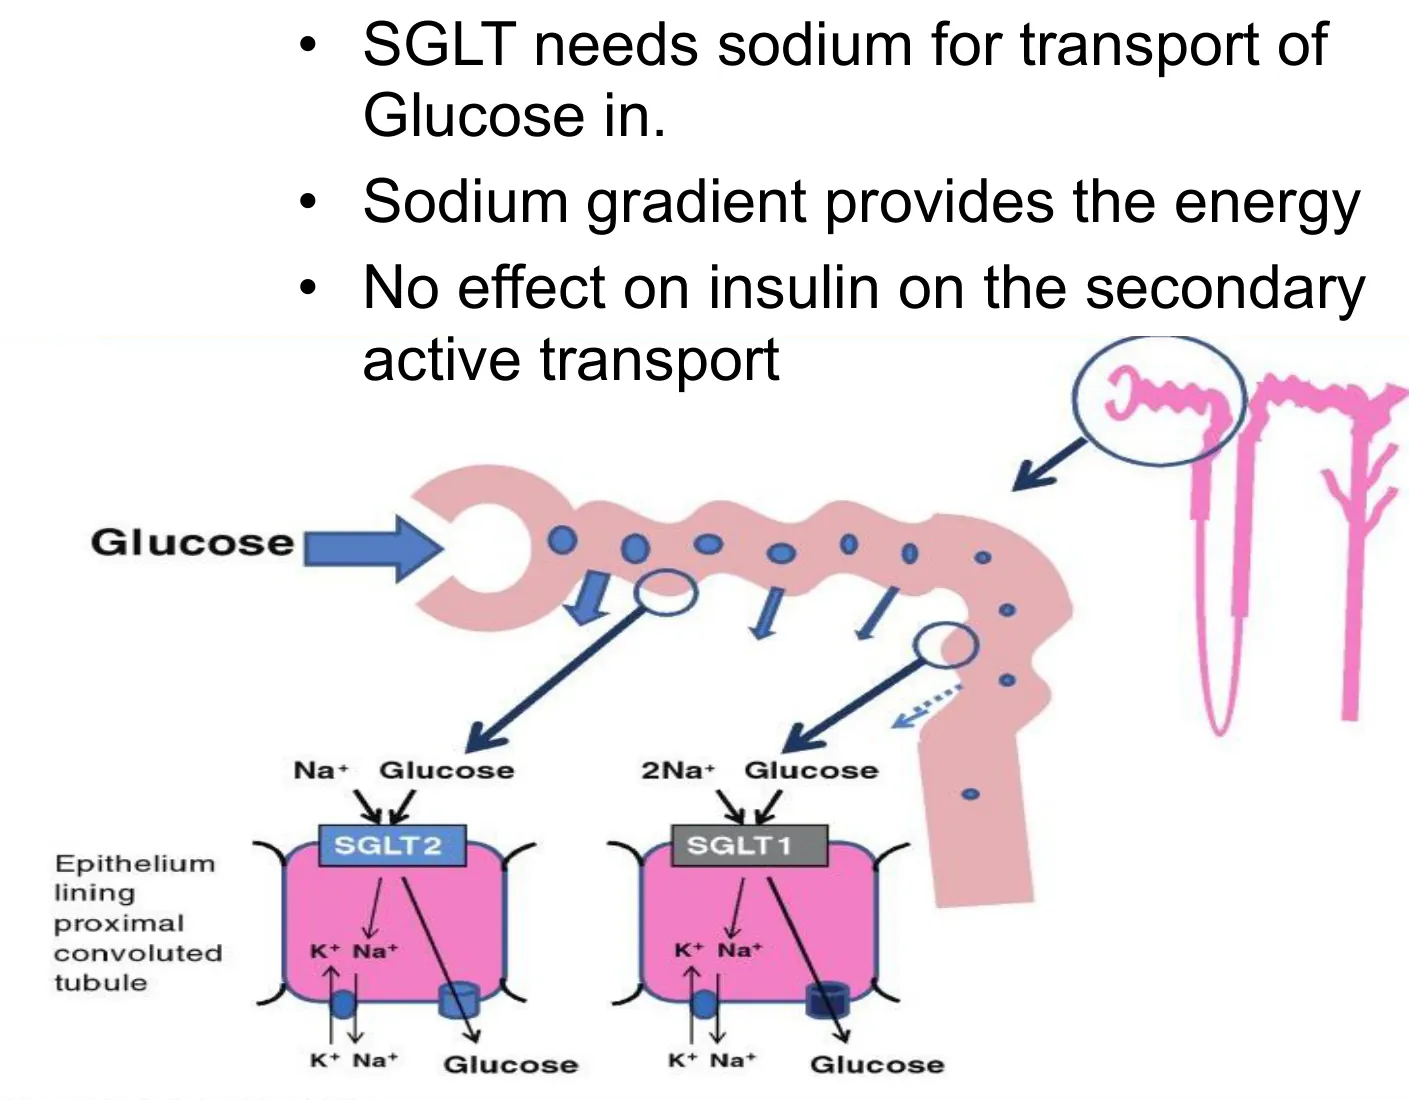 • SGLT needs sodium for transport of
Glucose in.
• Sodium gradient provides the energy
• No effect on insulin on the secondary
active transport
Glucose
Na⁺ Glucose
2Na⁺ Glucose
SGLT2
SGLT1
Epithelium
lining
proximal
convoluted
tubule
K⁺ Na⁺
K⁺ Na⁺
K⁺ Na⁺ Glucose
K⁺ Na⁺ Glucose